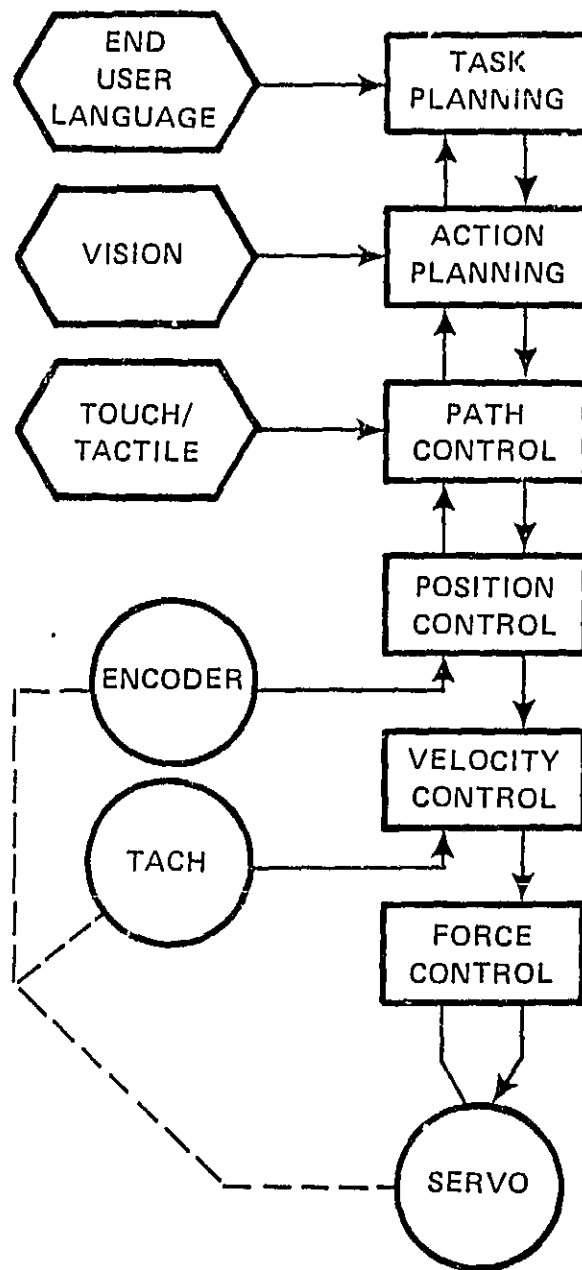 END
USER
LANGUAGE
TASK
PLANNING
VISION
ACTION
PLANNING
TOUCH/
TACTILE
PATH
CONTROL
POSITION
CONTROL
ENCODER
VELOCITY
CONTROL
TACH
FORCE
CONTROL
SERVO